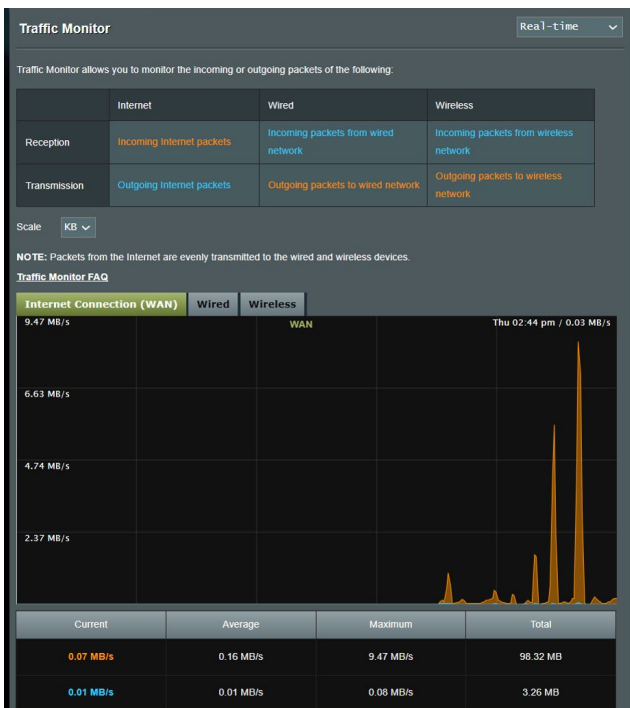 Traffic Monitor
Real-time
Traffic Monitor allows you to monitor the incoming or outgoing packets of the following:
Internet Wired Wireless
Reception Incoming Internet packets Incoming packets from wired network Incoming packets from wireless network
Transmission Outgoing Internet packets Outgoing packets to wired network Outgoing packets to wireless network
Scale KB
NOTE: Packets from the Internet are evenly transmitted to the wired and wireless devices.
Traffic Monitor FAQ
Internet Connection (WAN) Wired Wireless
9.47 MB/s WAN Thu 02:44 pm / 0.03 MB/s
6.63 MB/s
4.74 MB/s
2.37 MB/s
Current Average Maximum Total
0.07 MB/s 0.16 MB/s 9.47 MB/s 98.32 MB
0.01 MB/s 0.01 MB/s 0.08 MB/s 3.26 MB